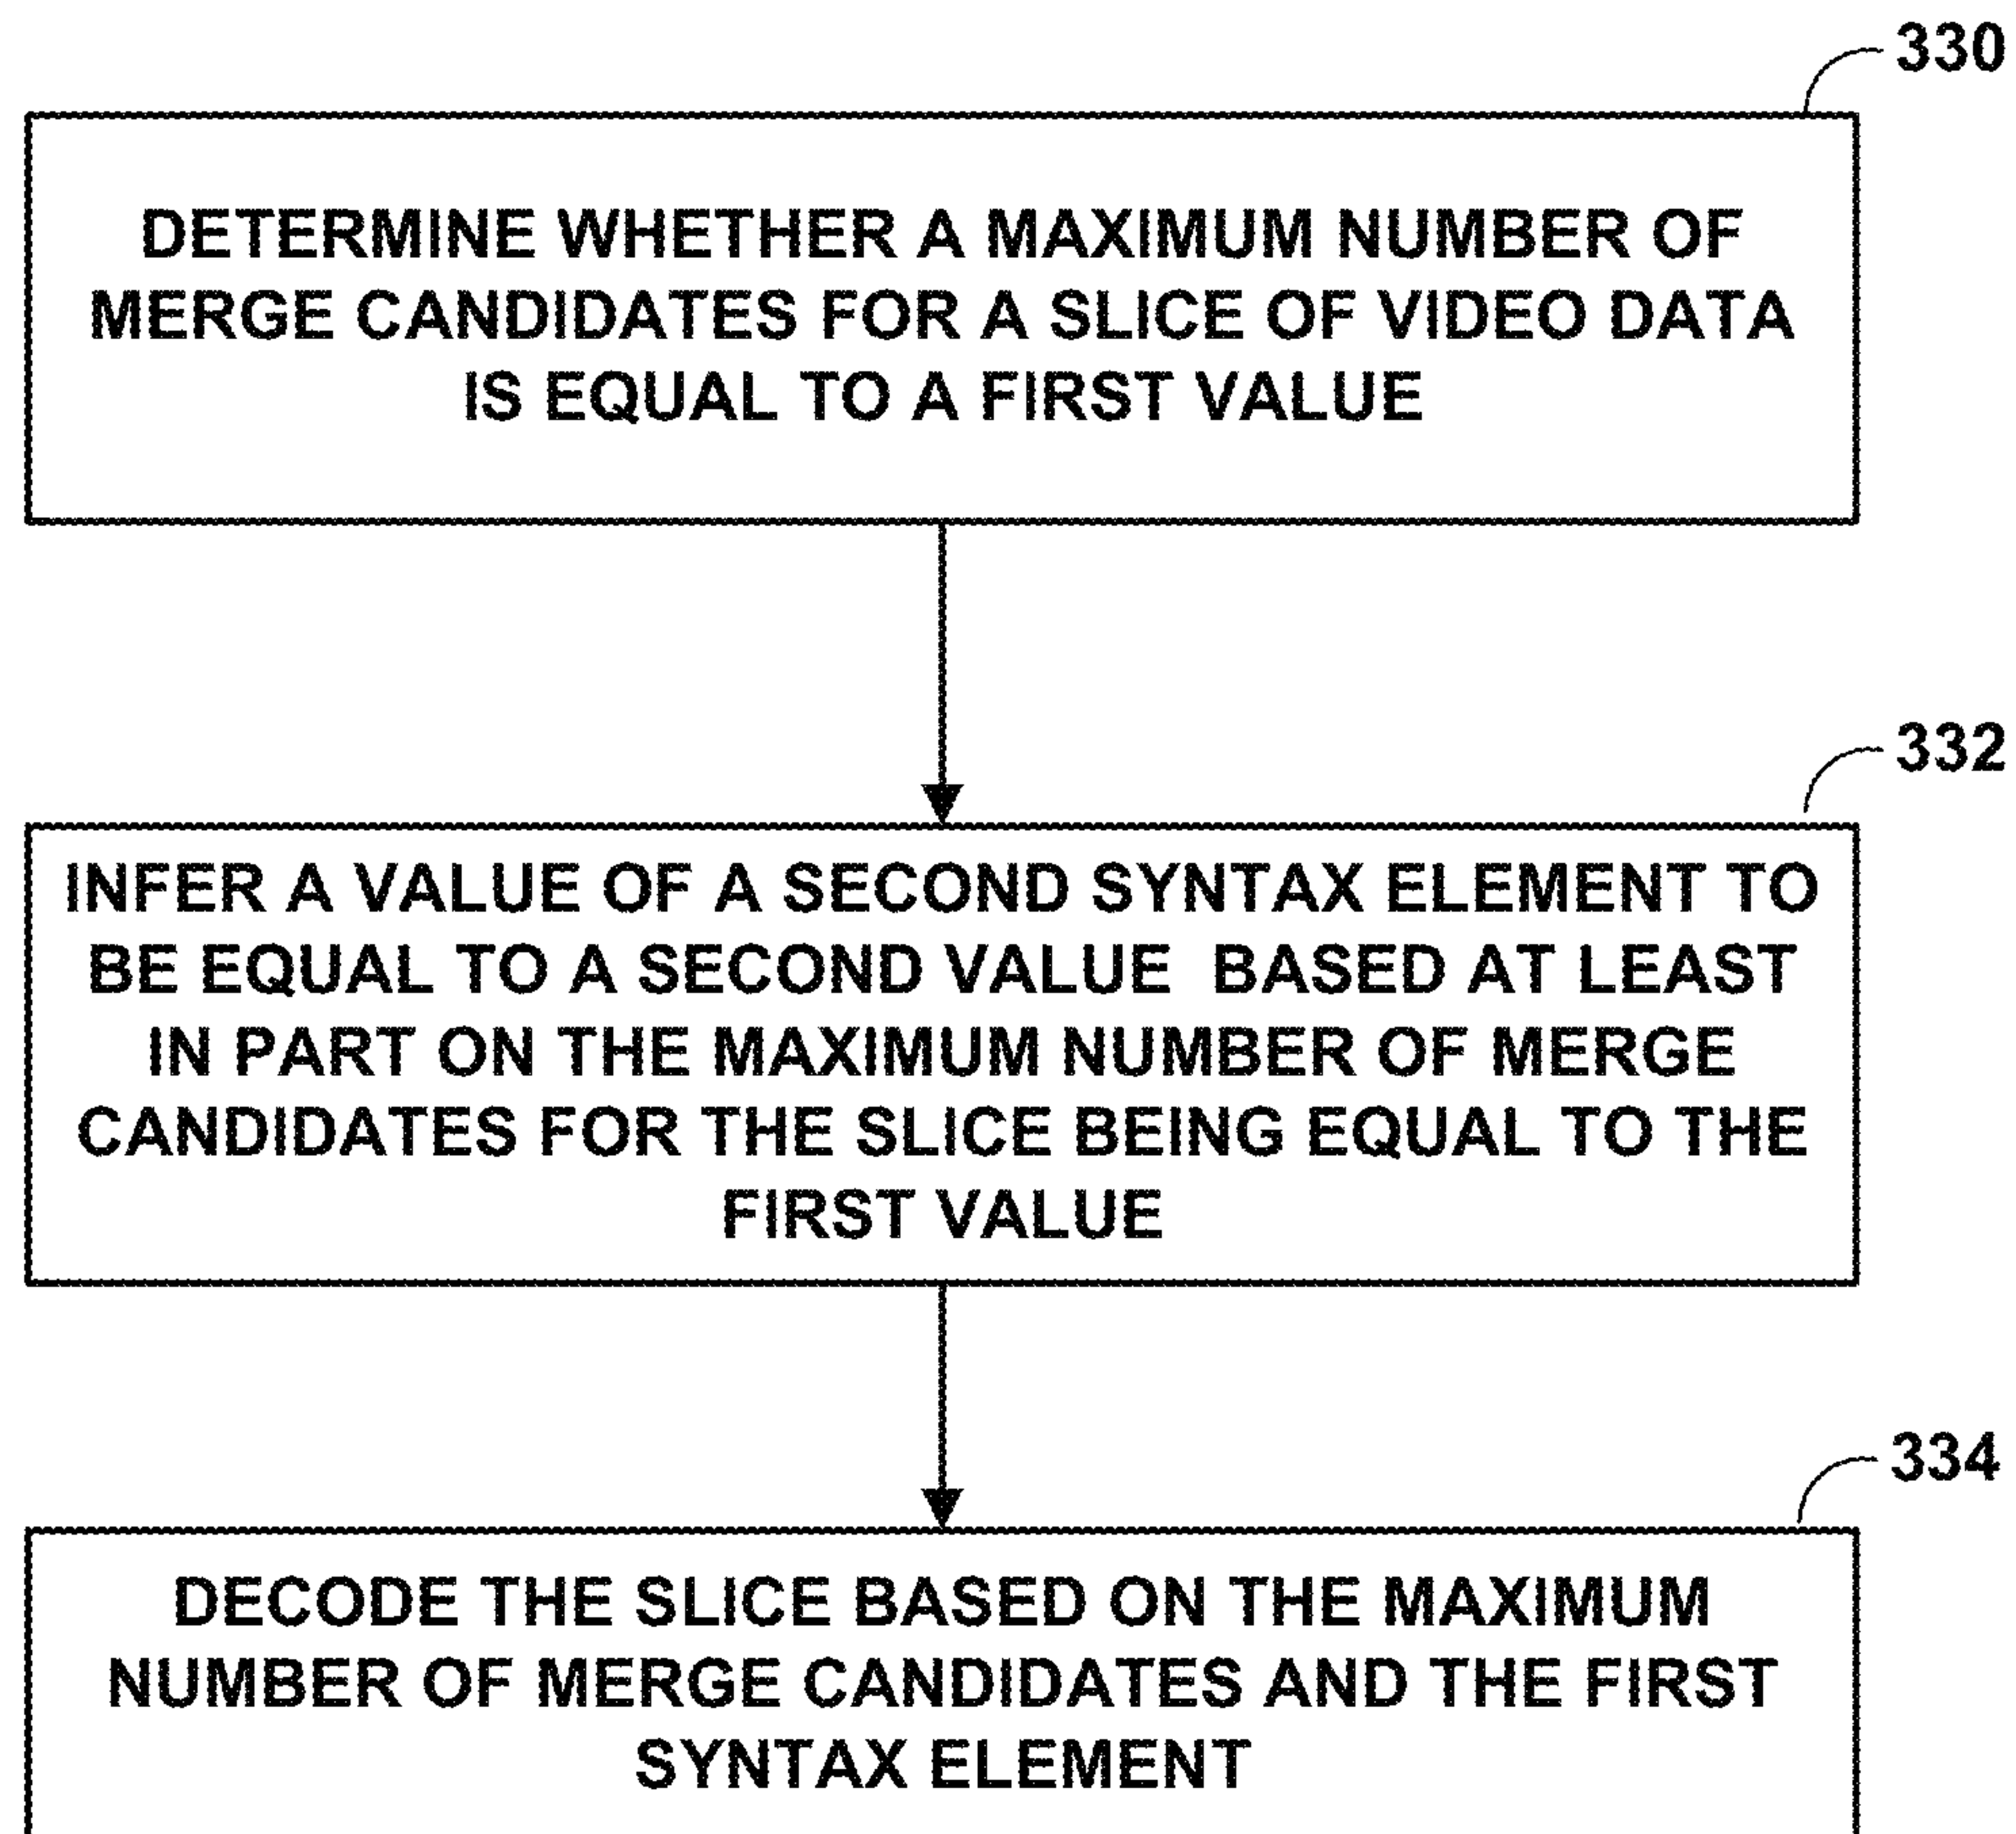 330
DETERMINE WHETHER A MAXIMUM NUMBER OF
MERGE CANDIDATES FOR A SLICE OF VIDEO DATA
IS EQUAL TO A FIRST VALUE
332
INFER A VALUE OF A SECOND SYNTAX ELEMENT TO
BE EQUAL TO A SECOND VALUE BASED AT LEAST
IN PART ON THE MAXIMUM NUMBER OF MERGE
CANDIDATES FOR THE SLICE BEING EQUAL TO THE
FIRST VALUE
334
DECODE THE SLICE BASED ON THE MAXIMUM
NUMBER OF MERGE CANDIDATES AND THE FIRST
SYNTAX ELEMENT